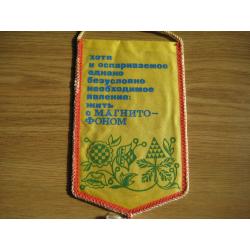 хотя
и оспариваемое
однако
безусловно
необходимое
явление:
жить
с МАГНИТО-
ФОНОМ